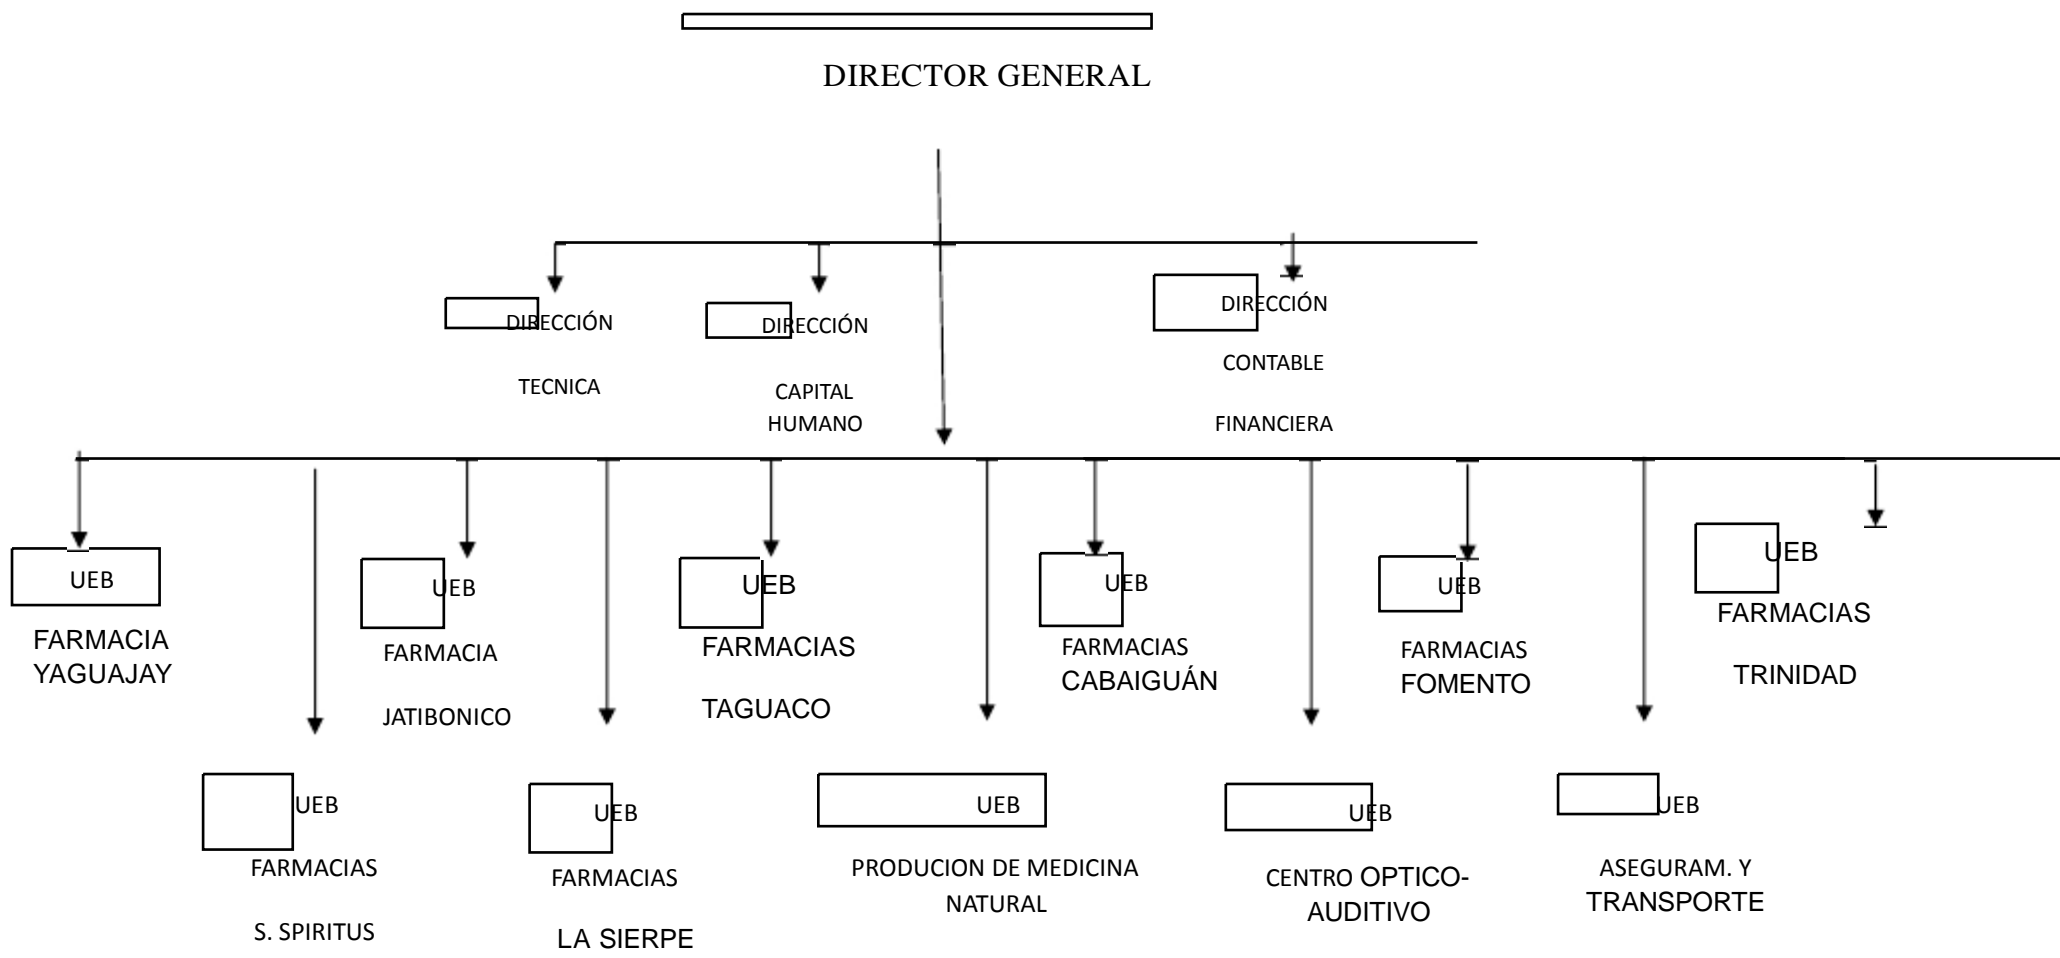 DIRECTOR GENERAL
DIRECCIÓN
TECNICA
DIRECCIÓN
CAPITAL
HUMANO
DIRECCIÓN
CONTABLE
FINANCIERA
UEB
FARMACIA
YAGUAJAY
UEB
FARMACIA
JATIBONICO
UEB
FARMACIAS
TAGUACO
UEB
FARMACIAS
CABAIGUÁN
UEB
FARMACIAS
FOMENTO
UEB
FARMACIAS
TRINIDAD
UEB
FARMACIAS
S. SPIRITUS
UEB
FARMACIAS
LA SIERPE
UEB
PRODUCION DE MEDICINA
NATURAL
UEB
CENTRO OPTICO-
AUDITIVO
UEB
ASEGURAM. Y
TRANSPORTE